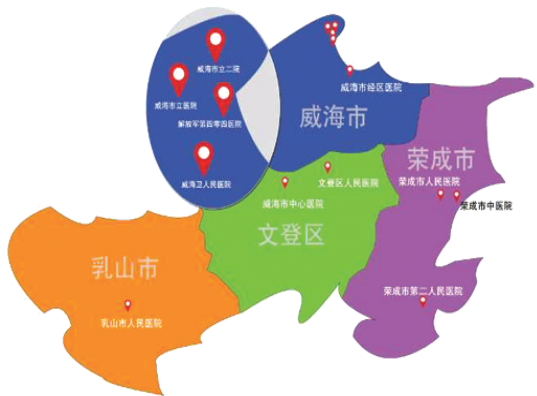 威海市立二院
威海市立医院
解放军第四零四医院
威海卫人民医院
威海市经区医院
威海市
荣成市
荣成市人民医院
荣成市中医院
文登区人民医院
威海市中心医院
文登区
乳山市
荣成市第二人民医院
乳山市人民医院